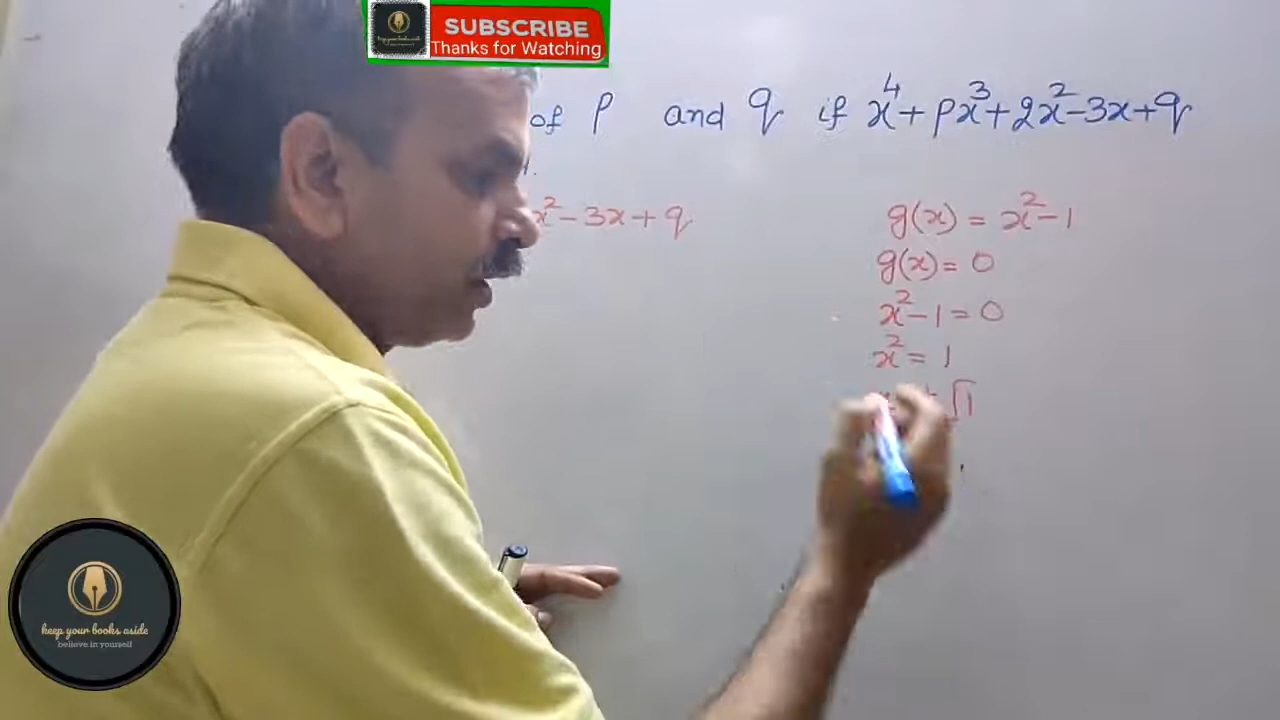 SUBSCRIBE
Thanks for Watching
of p and q if x⁴ + px³ + 2x² - 3x + q
x² - 3x + q
g(x) = x² - 1
g(x) = 0
x² - 1 = 0
x² = 1
√1
keep your books aside
believe in yourself